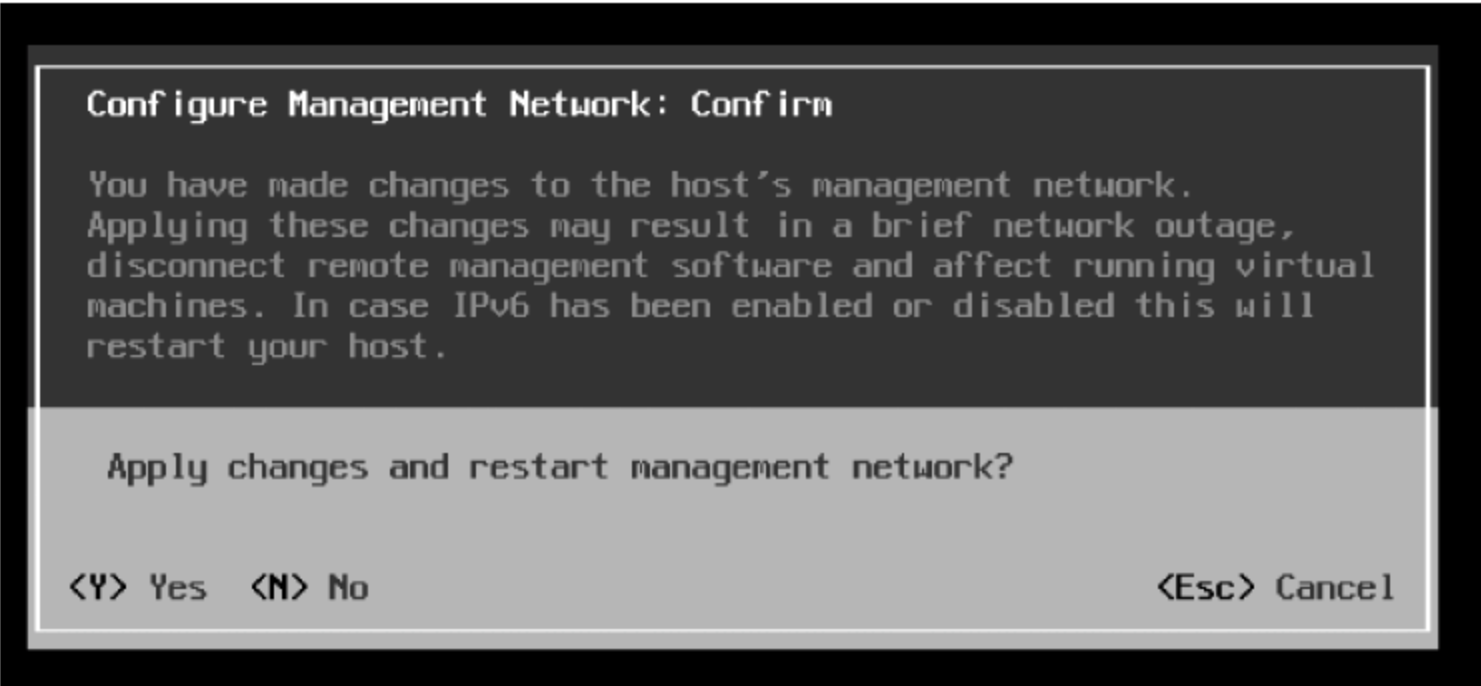 Configure Management Network: Confirm
You have made changes to the host's management network.
Applying these changes may result in a brief network outage,
disconnect remote management software and affect running virtual
machines. In case IPv6 has been enabled or disabled this will
restart your host.
Apply changes and restart management network?
<Y> Yes <N> No <Esc> Cancel